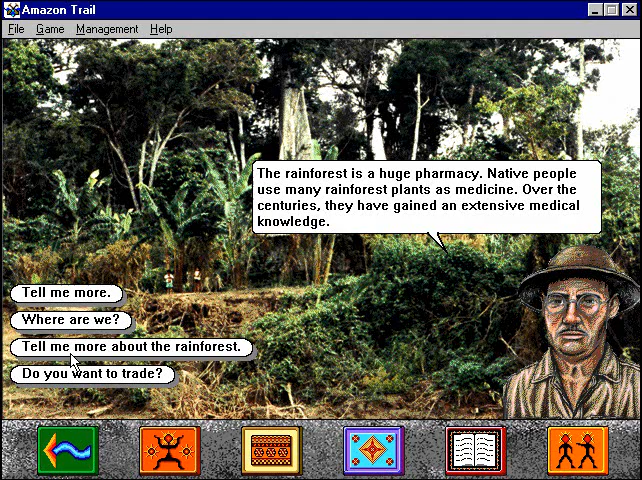 Amazon Trail
File Game Management Help
The rainforest is a huge pharmacy. Native people
use many rainforest plants as medicine. Over the
centuries, they have gained an extensive medical
knowledge.
Tell me more.
Where are we?
Tell me more about the rainforest.
Do you want to trade?